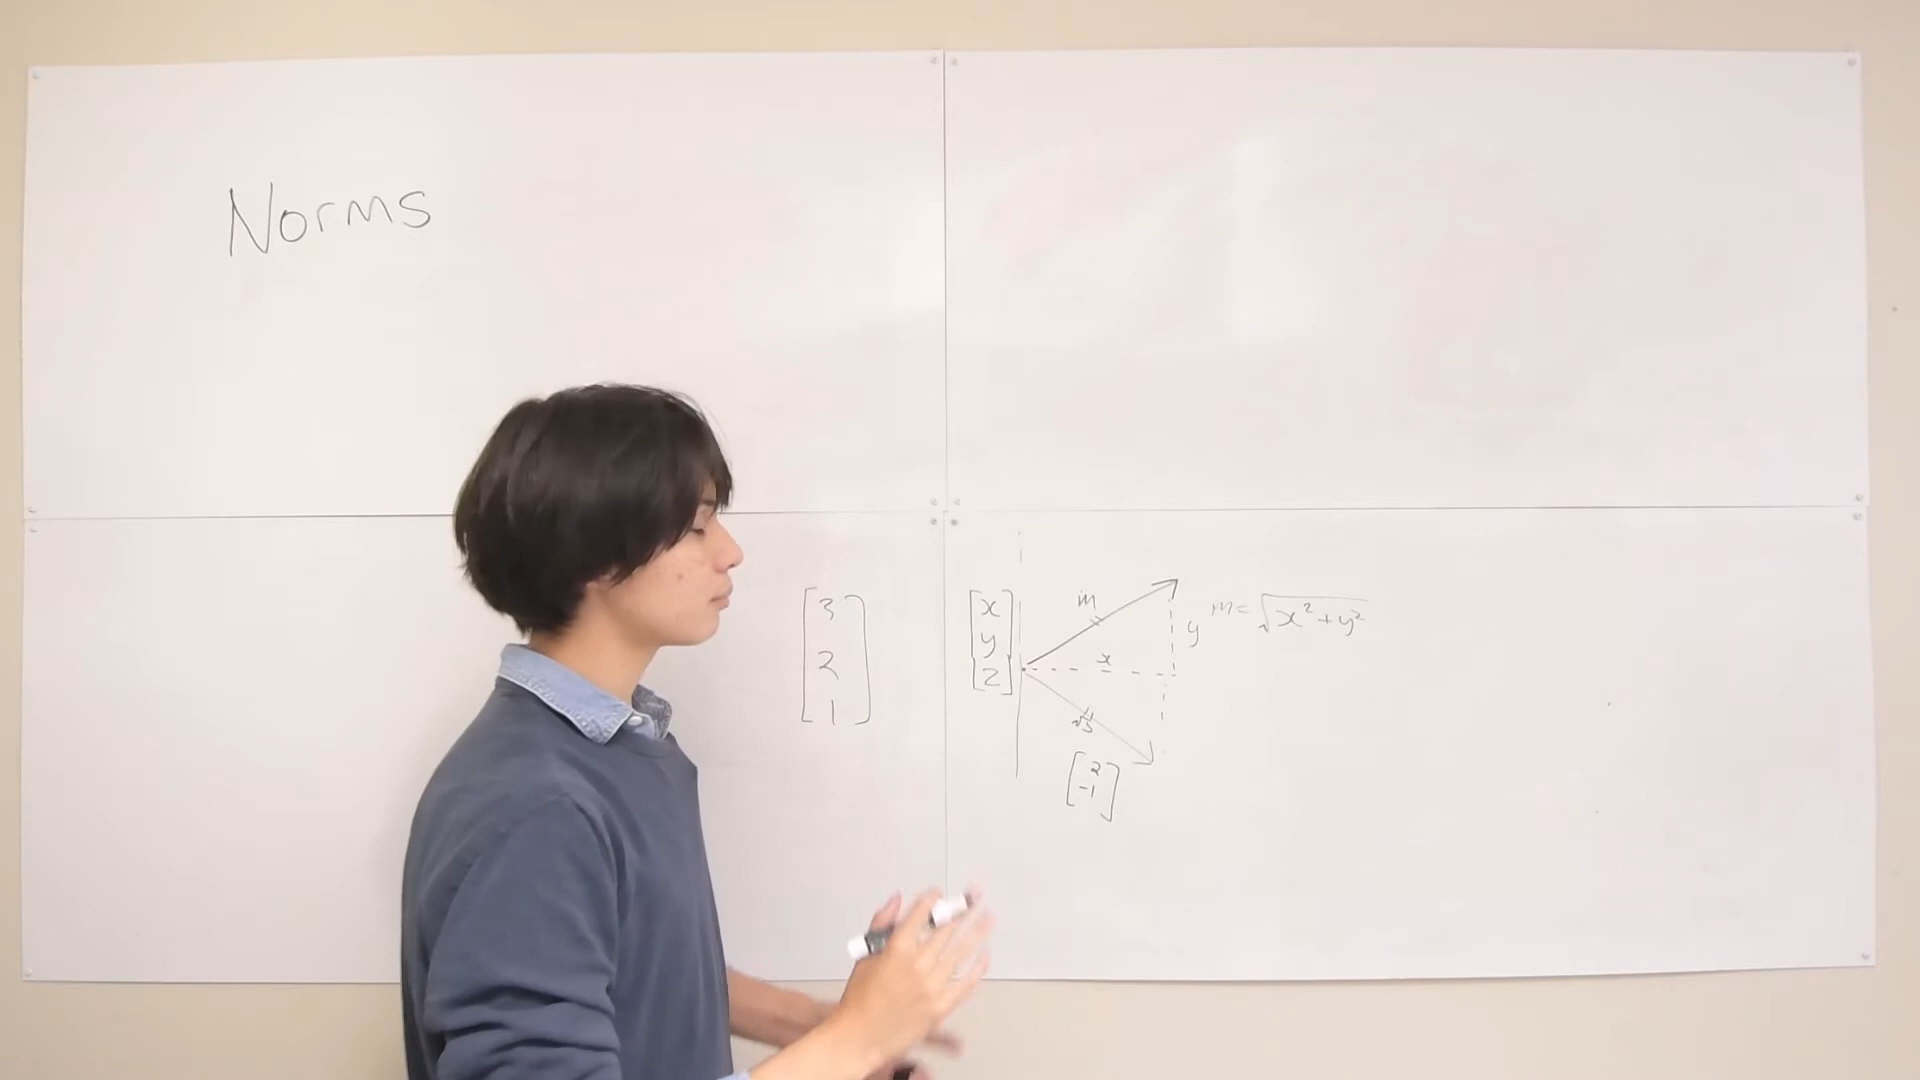 Norms
[3
2
1]
[x
y
z]
m
x
y
m = √x² + y²
√5
[2
-1]